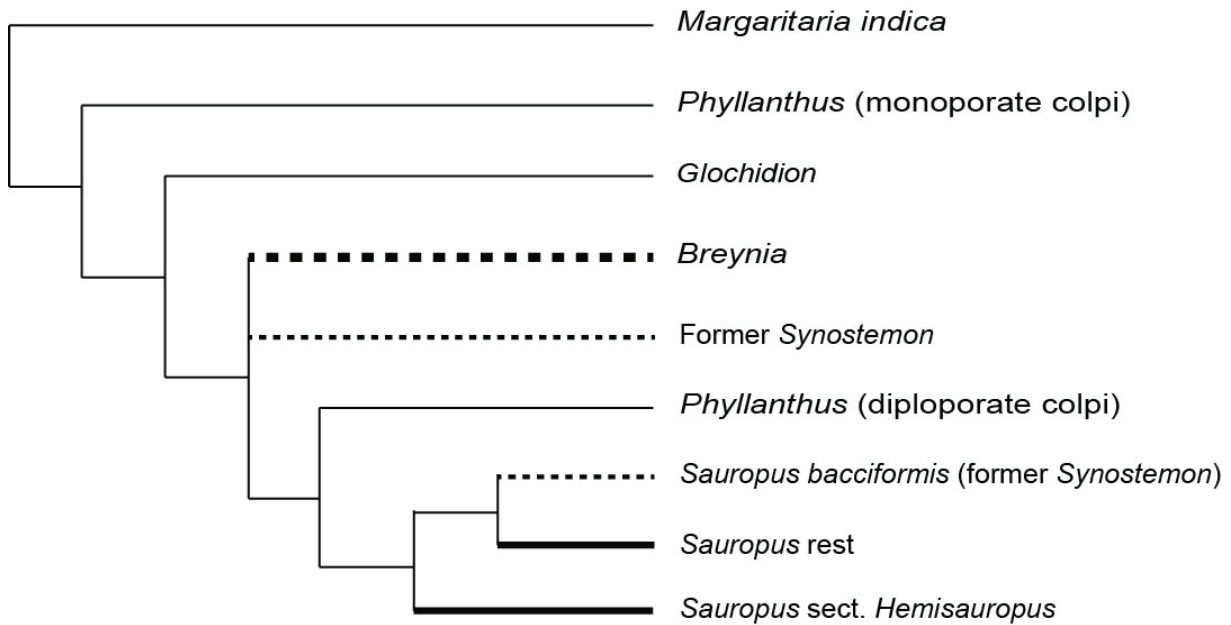 Margaritaria indica
Phyllanthus (monoporate colpi)
Glochidion
Breynia
Former Synostemon
Phyllanthus (diploporate colpi)
Sauropus bacciformis (former Synostemon)
Sauropus rest
Sauropus sect. Hemisauropus